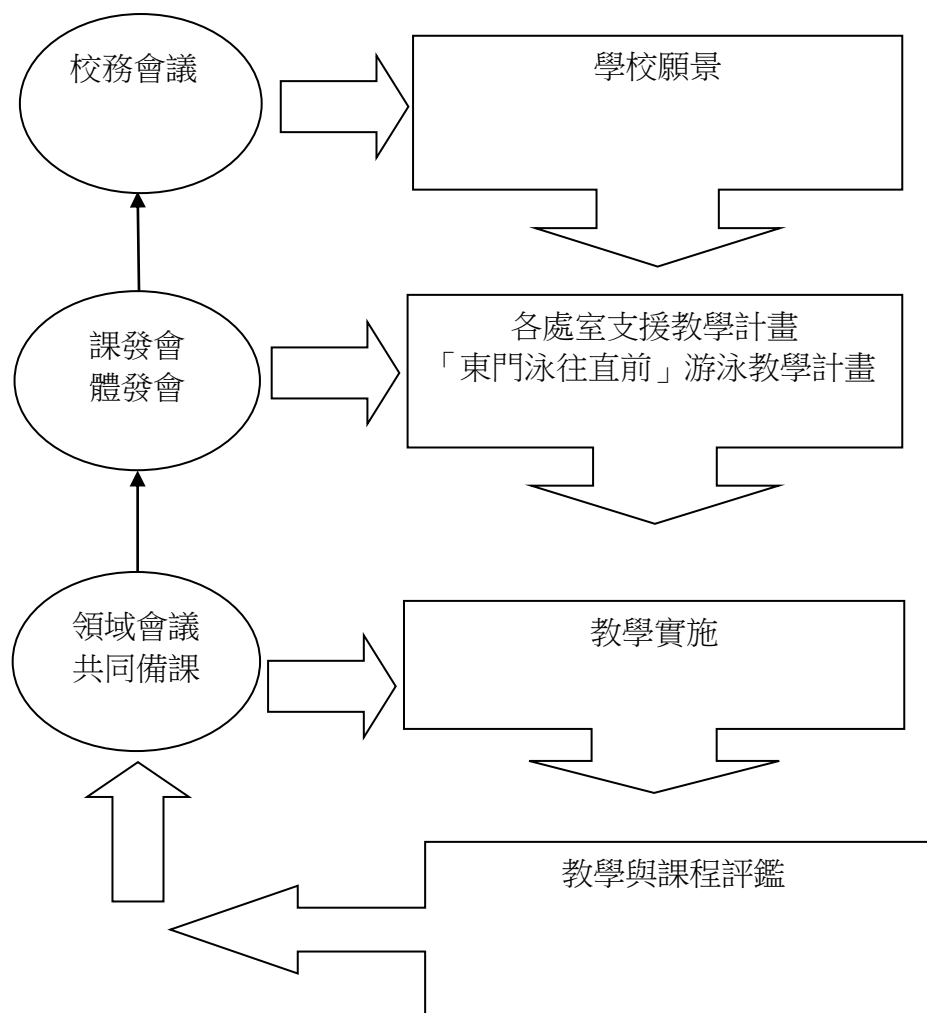 校務會議
學校願景
課發會
體發會
各處室支援教學計畫
「東門泳往直前」游泳教學計畫
領域會議
共同備課
教學實施
教學與課程評鑑